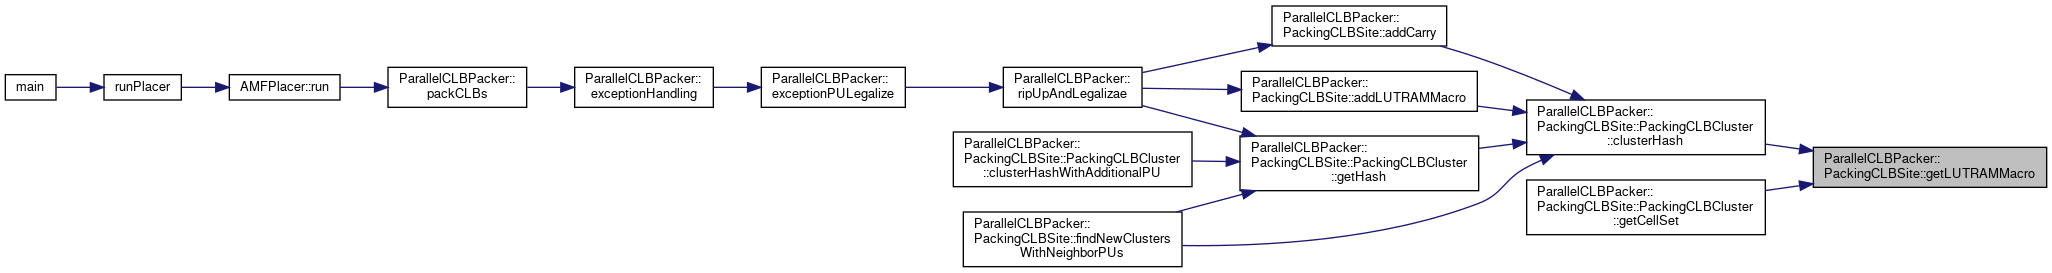 main
runPlacer
AMFPlacer::run
ParallelCLBPacker::
packCLBs
ParallelCLBPacker::
exceptionHandling
ParallelCLBPacker::
exceptionPULegalize
ParallelCLBPacker::
ripUpAndLegalizae
ParallelCLBPacker::
PackingCLBSite::addCarry
ParallelCLBPacker::
PackingCLBSite::addLUTRAMMacro
ParallelCLBPacker::
PackingCLBSite::PackingCLBCluster
::clusterHashWithAdditionalPU
ParallelCLBPacker::
PackingCLBSite::PackingCLBCluster
::getHash
ParallelCLBPacker::
PackingCLBSite::findNewClusters
WithNeighborPUs
ParallelCLBPacker::
PackingCLBSite::PackingCLBCluster
::clusterHash
ParallelCLBPacker::
PackingCLBSite::PackingCLBCluster
::getCellSet
ParallelCLBPacker::
PackingCLBSite::getLUTRAMMacro